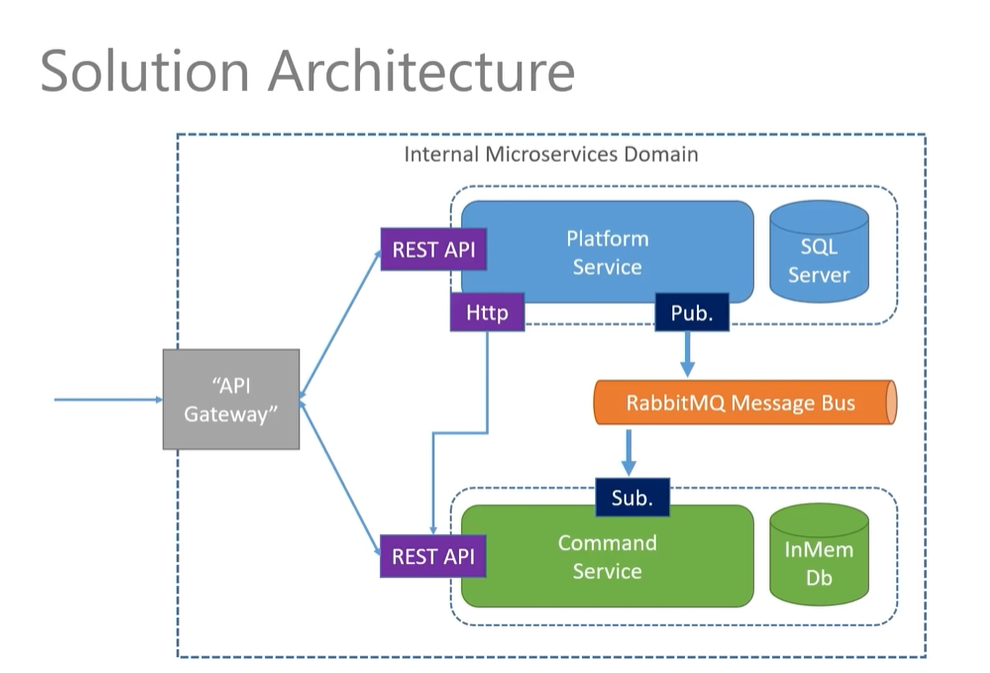 Solution Architecture
Internal Microservices Domain
REST API
Platform
Service
SQL
Server
Http
Pub.
“API
Gateway”
RabbitMQ Message Bus
Sub.
REST API
Command
Service
InMem
Db